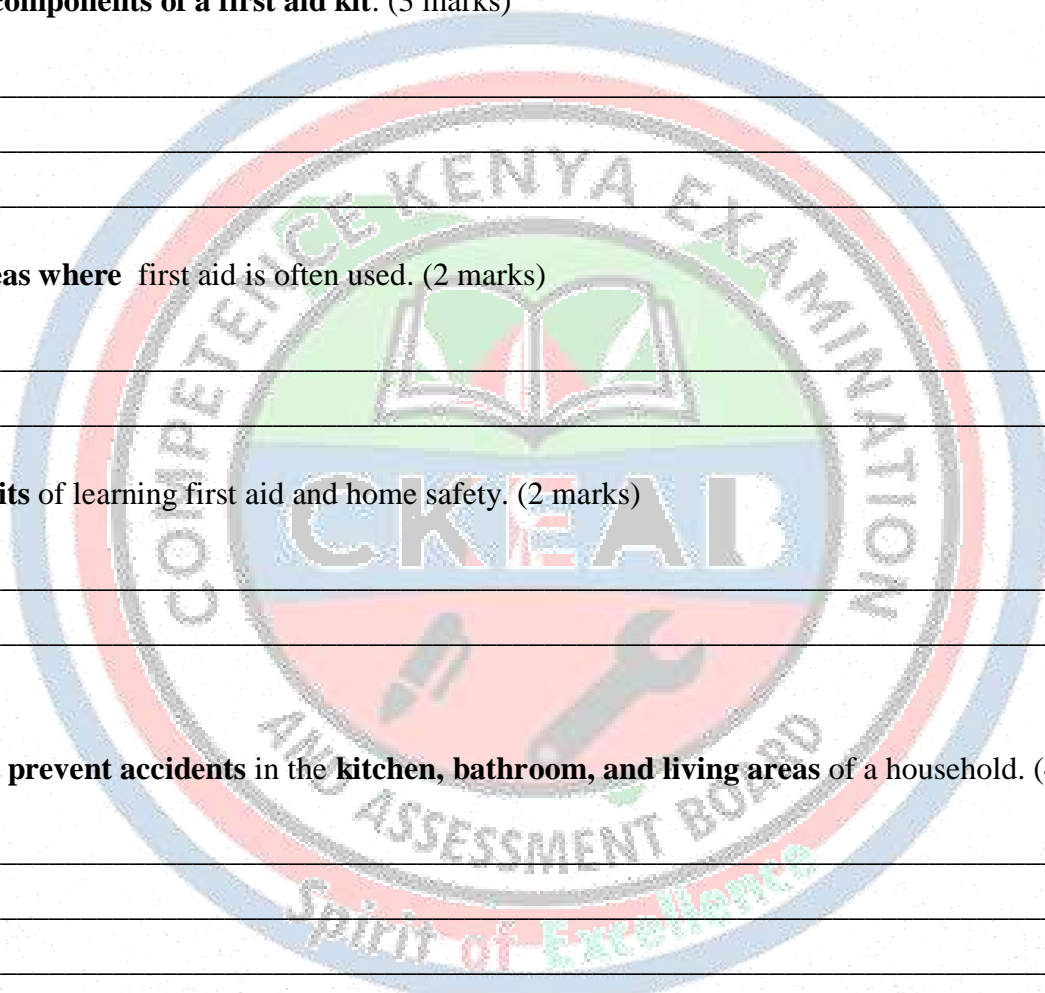 components of a first aid kit. (3 marks)
eas where first aid is often used. (2 marks)
its of learning first aid and home safety. (2 marks)
prevent accidents in the kitchen, bathroom, and living areas of a household. (
COMPETENCE KENYA EXAMINATION
CKEAB
AND ASSESSMENT BOARD
Spirit of Excellence